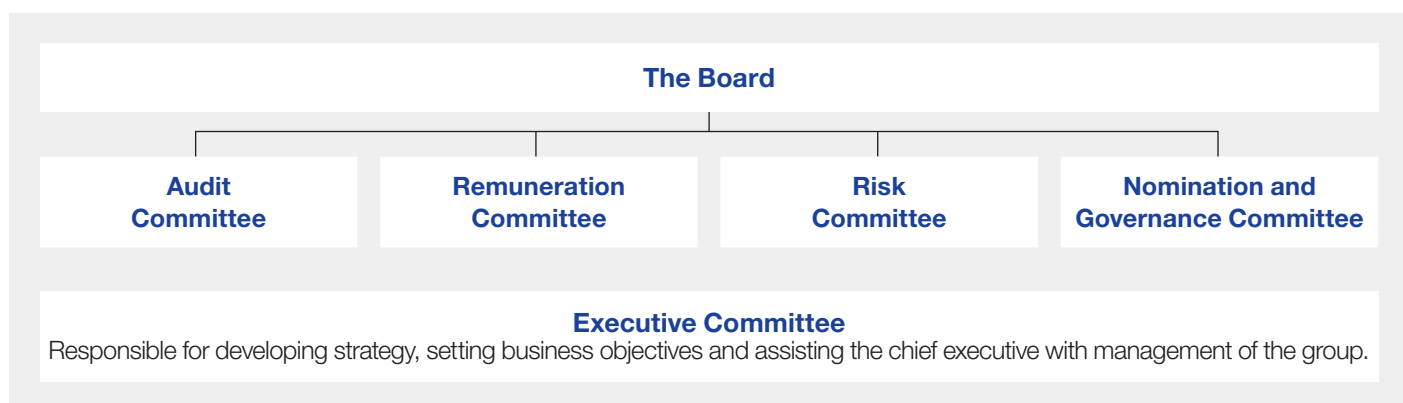 The Board
Audit
Committee
Remuneration
Committee
Risk
Committee
Nomination and
Governance Committee
Executive Committee
Responsible for developing strategy, setting business objectives and assisting the chief executive with management of the group.